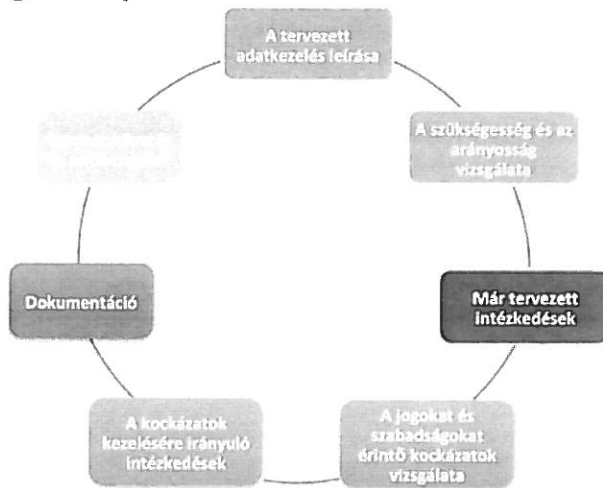 A tervezett
adatkezelés leírása
A szükségesség és az
arányosság
vizsgálata
Már tervezett
intézkedések
A jogokat és
szabadságokat
érintő kockázatok
vizsgálata
A kockázatok
kezelésére irányuló
intézkedések
Dokumentáció